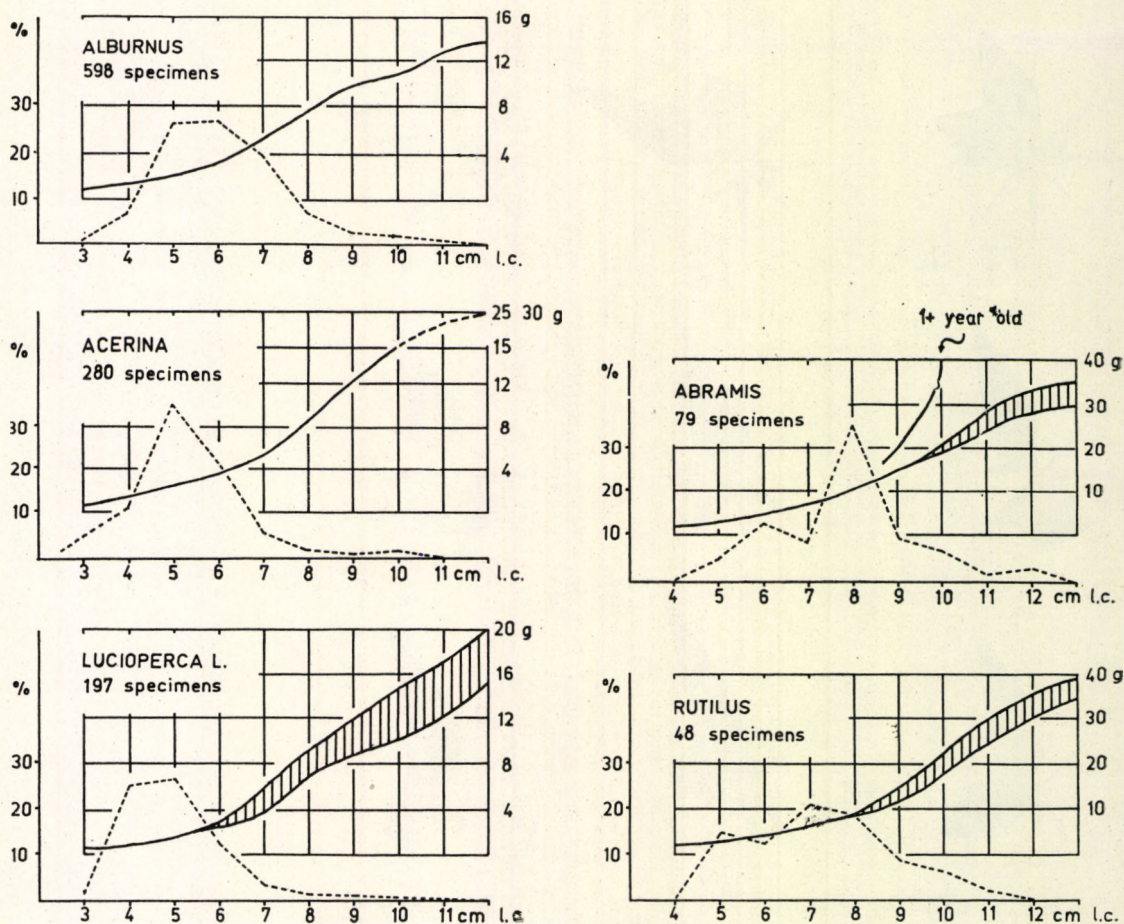 %
ALBURNUS
598 specimens
16 g
12
8
4
30
20
10
3 4 5 6 7 8 9 10 11 cm l.c.
%
ACERINA
280 specimens
25 30 g
15
12
8
4
30
20
10
3 4 5 6 7 8 9 10 11 cm l.c.
%
LUCIOPERCA L.
197 specimens
20 g
16
12
8
4
30
20
10
3 4 5 6 7 8 9 10 11 cm l.c
1+ year old
%
ABRAMIS
79 specimens
40 g
30
20
10
30
20
10
4 5 6 7 8 9 10 11 12 cm l.c.
%
RUTILUS
48 specimens
40 g
30
20
10
30
20
10
4 5 6 7 8 9 10 11 12 cm l.c.